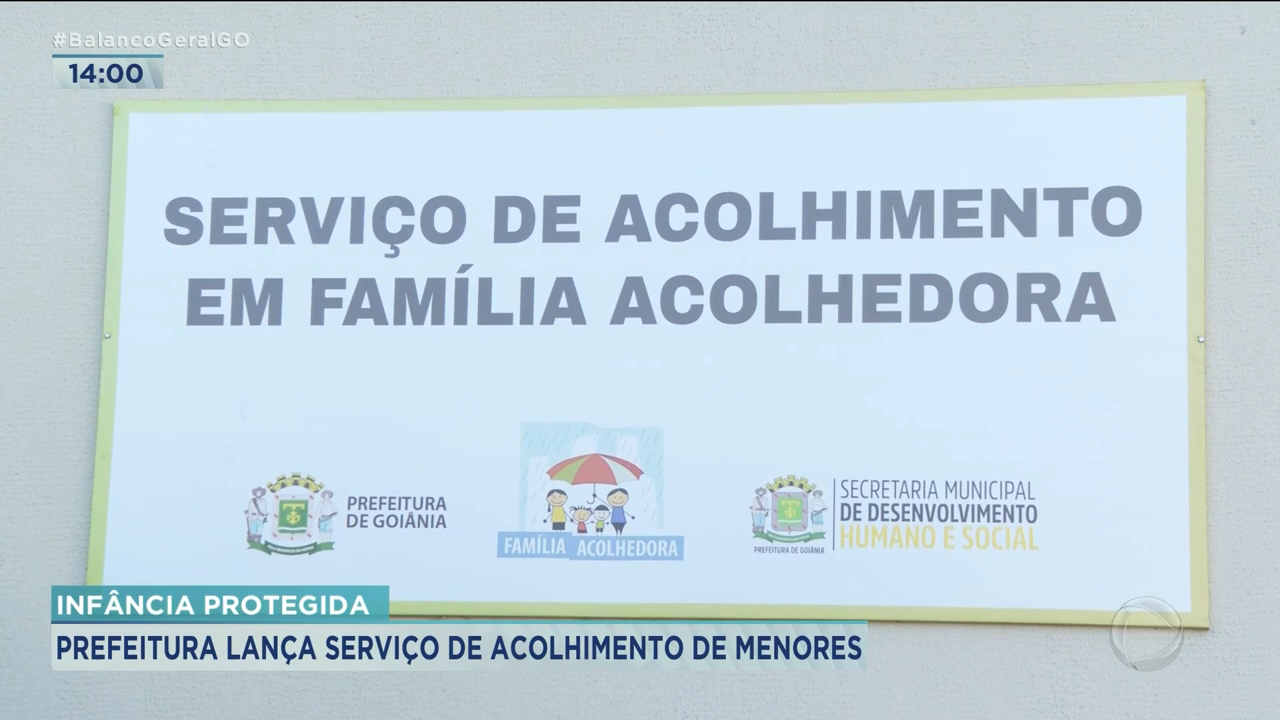 #BalancoGeralGO
14:00
SERVIÇO DE ACOLHIMENTO
EM FAMÍLIA ACOLHEDORA
PREFEITURA
DE GOIÂNIA
FAMÍLIA ACOLHEDORA
PREFEITURA DE GOIÂNIA
SECRETARIA MUNICIPAL
DE DESENVOLVIMENTO
HUMANO E SOCIAL
INFÂNCIA PROTEGIDA
PREFEITURA LANÇA SERVIÇO DE ACOLHIMENTO DE MENORES